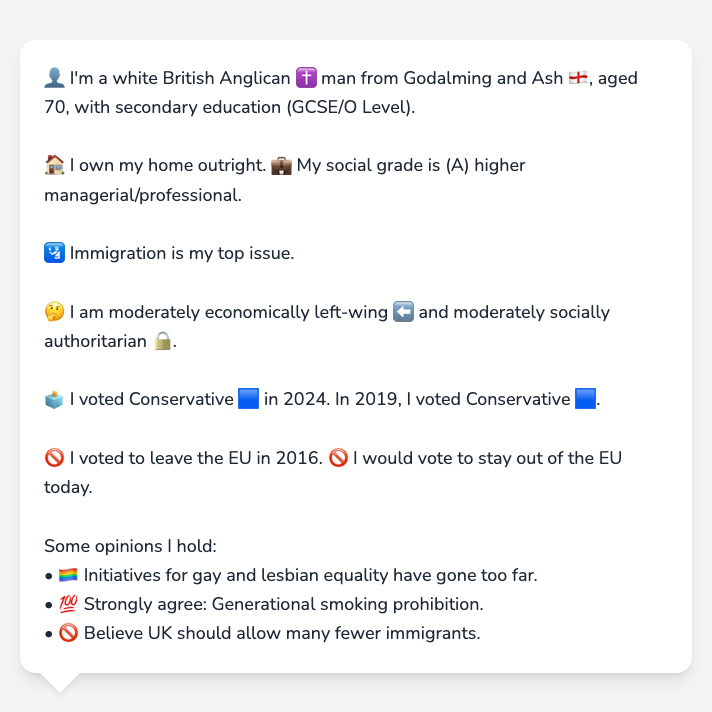 👤 I'm a white British Anglican ✝️ man from Godalming and Ash 🏴󠁧󠁢󠁥󠁮󠁧󠁿, aged
70, with secondary education (GCSE/O Level).
🏠 I own my home outright. 💼 My social grade is (A) higher
managerial/professional.
🛂 Immigration is my top issue.
🤔 I am moderately economically left-wing ⬅️ and moderately socially
authoritarian 🔒.
🗳️ I voted Conservative 🟦 in 2024. In 2019, I voted Conservative 🟦.
🚫 I voted to leave the EU in 2016. 🚫 I would vote to stay out of the EU
today.
Some opinions I hold:
• 🏳️‍🌈 Initiatives for gay and lesbian equality have gone too far.
• 💯 Strongly agree: Generational smoking prohibition.
• 🚫 Believe UK should allow many fewer immigrants.